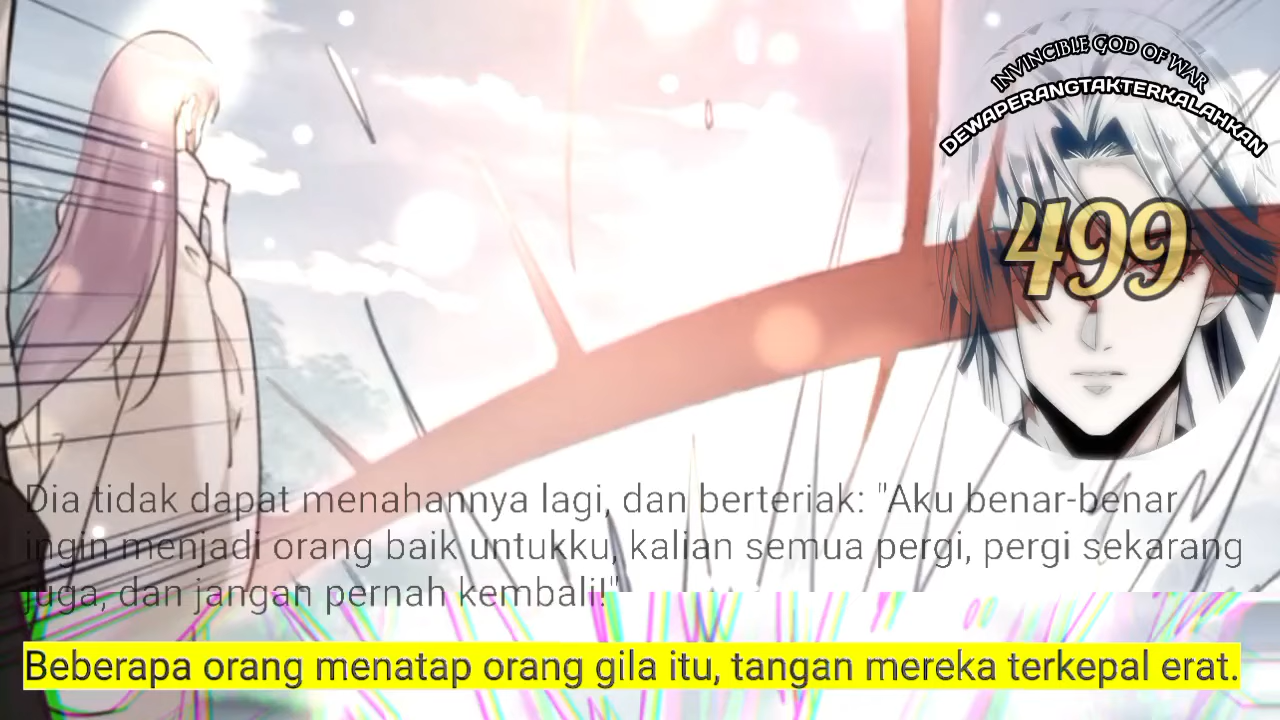 INVINCIBLE GOD OF WAR
DEWAPERANGTAKTERKALAHKAN
499
Dia tidak dapat menahannya lagi, dan berteriak: "Aku benar-benar
ingin menjadi orang baik untukku, kalian semua pergi, pergi sekarang
juga, dan jangan pernah kembali!"
Beberapa orang menatap orang gila itu, tangan mereka terkepal erat.